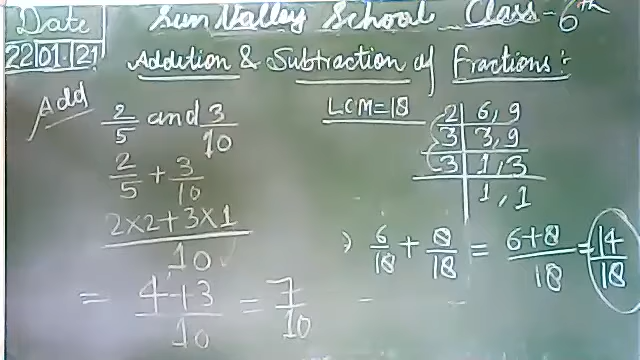 Date
22|01|21
Sun Valley School Class - 6th
Addition & Subtraction of Fractions :-
Add
2/5 and 3/10
2/5 + 3/10
2×2+3×1/10
= 4+3/10 = 7/10
LCM=18
2| 6, 9
3| 3, 9
3| 1, 3
| 1, 1
6/18 + 8/18 = 6+8/18 = 14/18